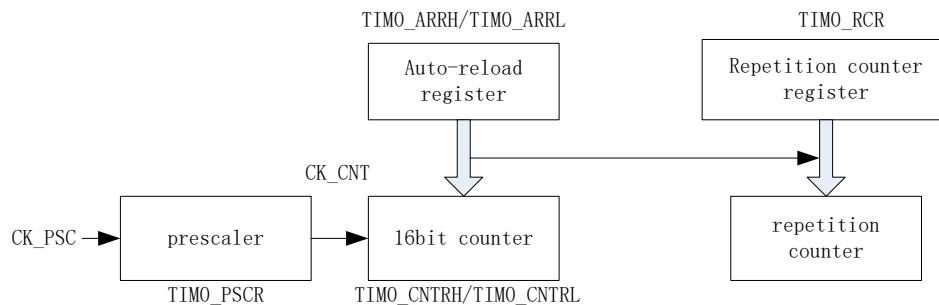 TIMO_ARRH/TIMO_ARRL
TIMO_RCR
Auto-reload
register
Repetition counter
register
CK_CNT
CK_PSC
prescaler
16bit counter
repetition
counter
TIMO_PSCR
TIMO_CNTRH/TIMO_CNTRL